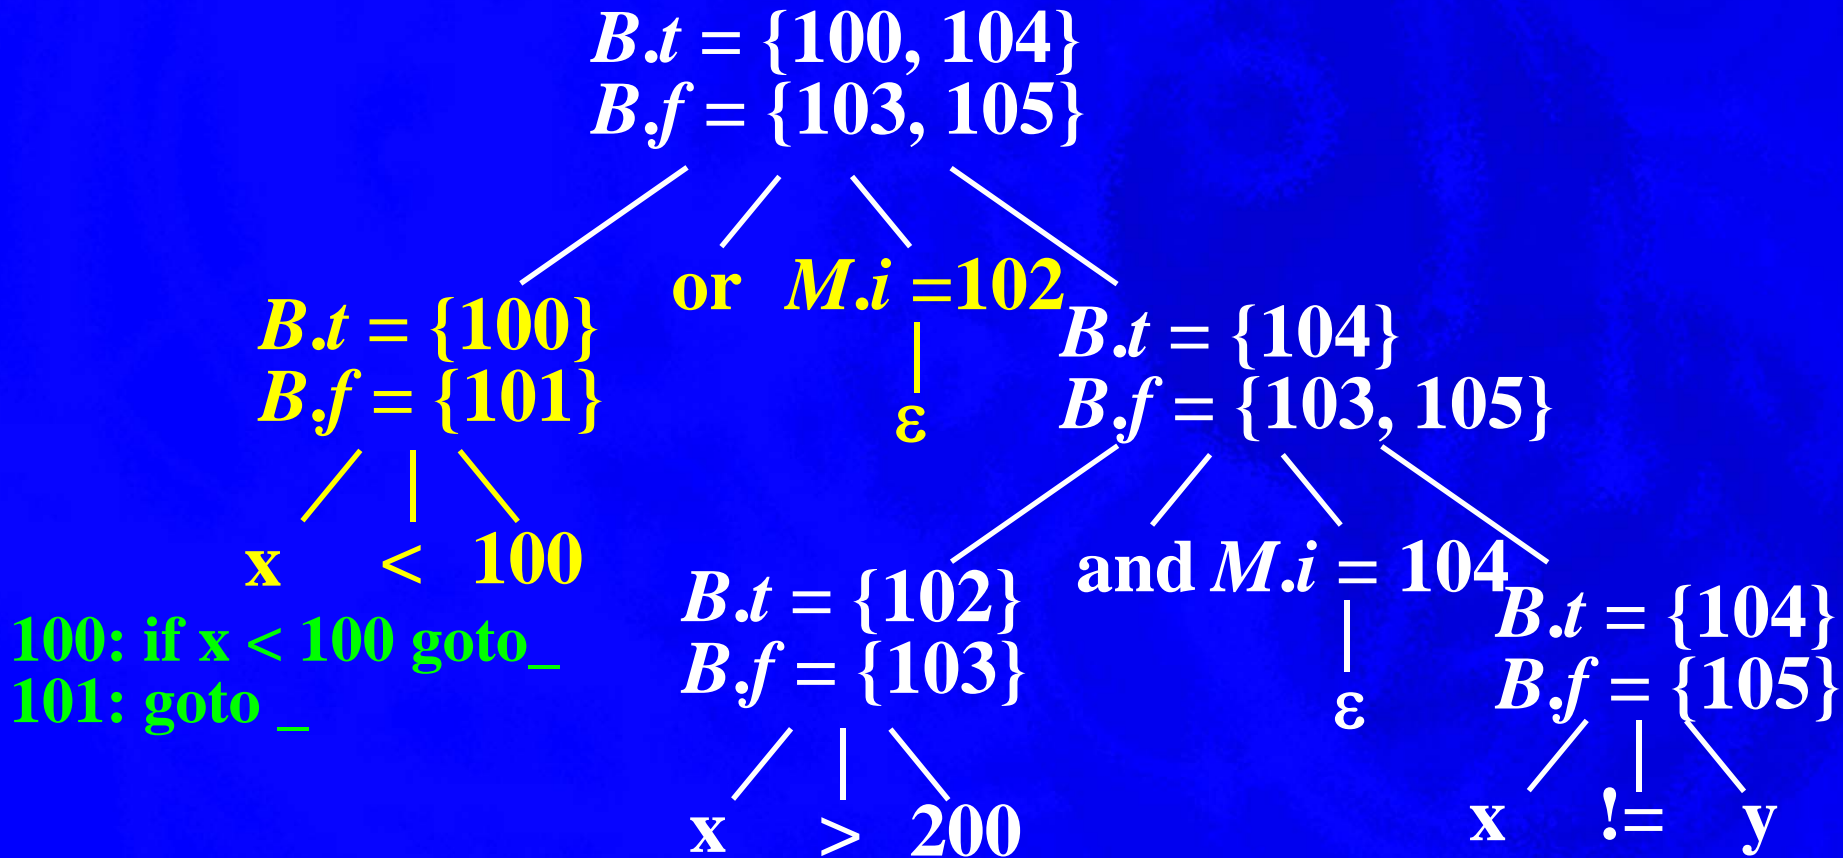 B.t = {100, 104}
B.f = {103, 105}
or M.i =102
B.t = {100}
B.f = {101}
ε
B.t = {104}
B.f = {103, 105}
x < 100
and M.i = 104
ε
B.t = {102}
B.f = {103}
B.t = {104}
B.f = {105}
100: if x < 100 goto_
101: goto _
x > 200
x != y